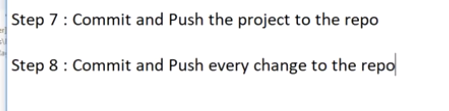 Step 7 : Commit and Push the project to the repo
Step 8 : Commit and Push every change to the repo